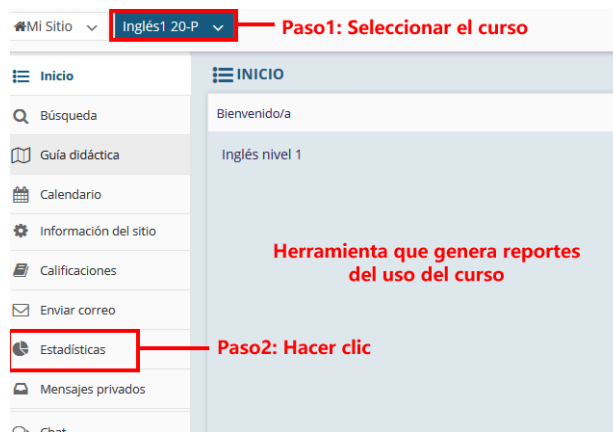 Mi Sitio
Inglés1 20-P
Paso1: Seleccionar el curso
Inicio
INICIO
Búsqueda
Bienvenido/a
Guía didáctica
Inglés nivel 1
Calendario
Información del sitio
Herramienta que genera reportes
del uso del curso
Calificaciones
Enviar correo
Estadísticas
Paso2: Hacer clic
Mensajes privados
Chat